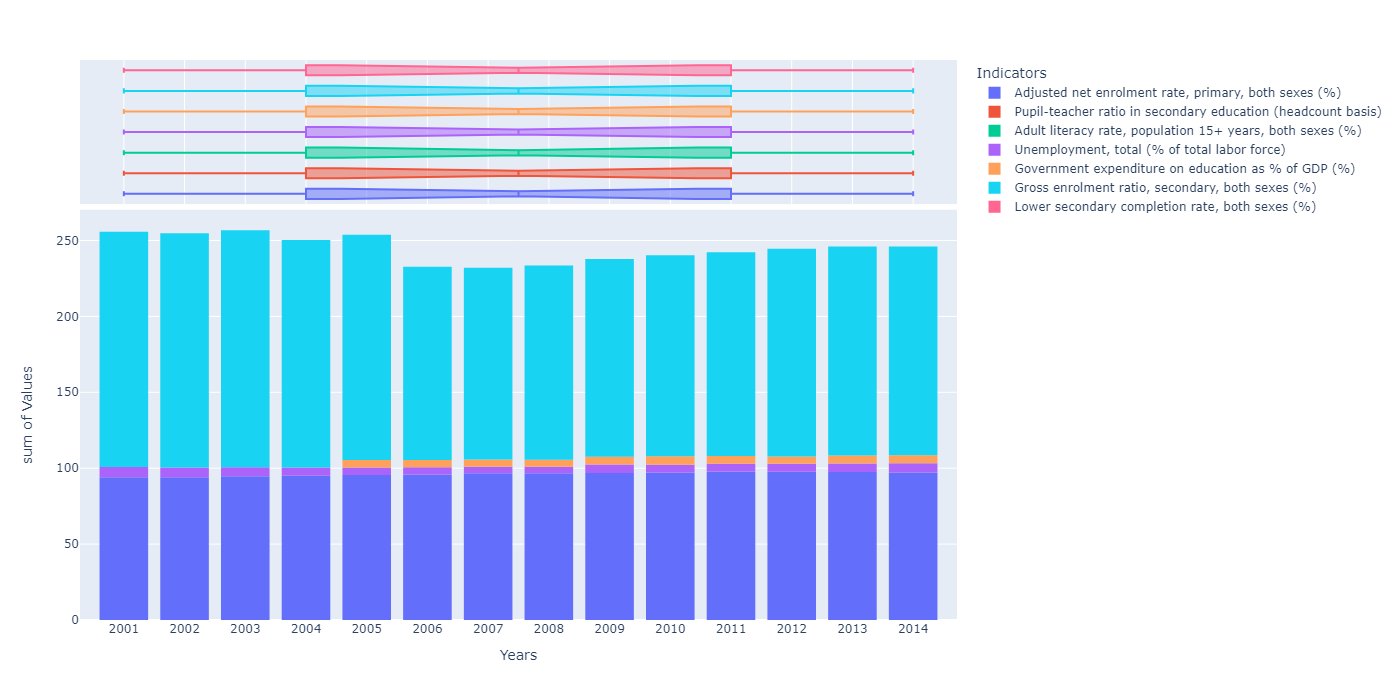 Indicators
Adjusted net enrolment rate, primary, both sexes (%)
Pupil-teacher ratio in secondary education (headcount basis)
Adult literacy rate, population 15+ years, both sexes (%)
Unemployment, total (% of total labor force)
Government expenditure on education as % of GDP (%)
Gross enrolment ratio, secondary, both sexes (%)
Lower secondary completion rate, both sexes (%)
250
200
150
100
50
0
sum of Values
2001 2002 2003 2004 2005 2006 2007 2008 2009 2010 2011 2012 2013 2014
Years